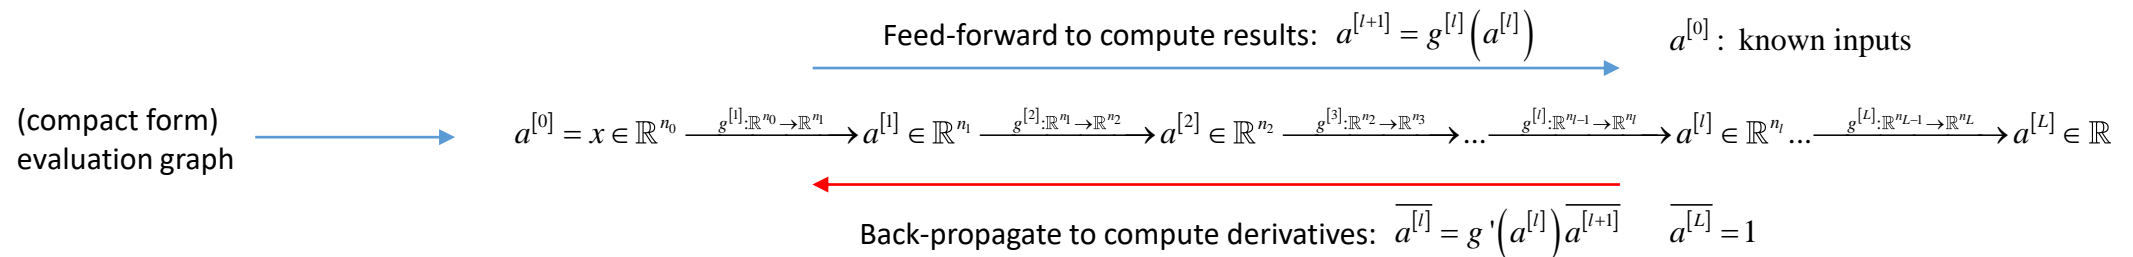 Feed-forward to compute results: a^{[l+1]} = g^{[l]}(a^{[l]}) a^{[0]} : known inputs
(compact form)
evaluation graph
a^{[0]} = x ∈ ℝ^{n_0} g^{[1]}:ℝ^{n_0}→ℝ^{n_1} → a^{[1]} ∈ ℝ^{n_1} g^{[2]}:ℝ^{n_1}→ℝ^{n_2} → a^{[2]} ∈ ℝ^{n_2} g^{[3]}:ℝ^{n_2}→ℝ^{n_3} → ... g^{[l]}:ℝ^{n_{l-1}}→ℝ^{n_l} → a^{[l]} ∈ ℝ^{n_l} ... g^{[L]}:ℝ^{n_{L-1}}→ℝ^{n_L} → a^{[L]} ∈ ℝ
Back-propagate to compute derivatives: \overline{a^{[l]}} = g'(a^{[l]}) \overline{a^{[l+1]}} \overline{a^{[L]}} = 1